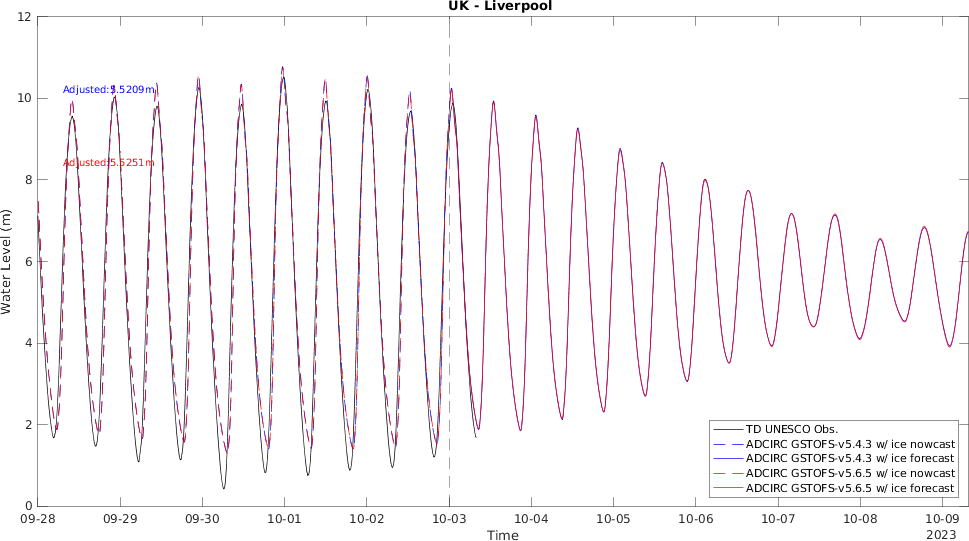 UK - Liverpool
12
10
8
6
4
2
0
Water Level (m)
Adjusted:5.5209m
Adjusted:5.5251m
TD UNESCO Obs.
ADCIRC GSTOFS-v5.4.3 w/ ice nowcast
ADCIRC GSTOFS-v5.4.3 w/ ice forecast
ADCIRC GSTOFS-v5.6.5 w/ ice nowcast
ADCIRC GSTOFS-v5.6.5 w/ ice forecast
09-28 09-29 09-30 10-01 10-02 10-03 10-04 10-05 10-06 10-07 10-08 10-09
Time
2023